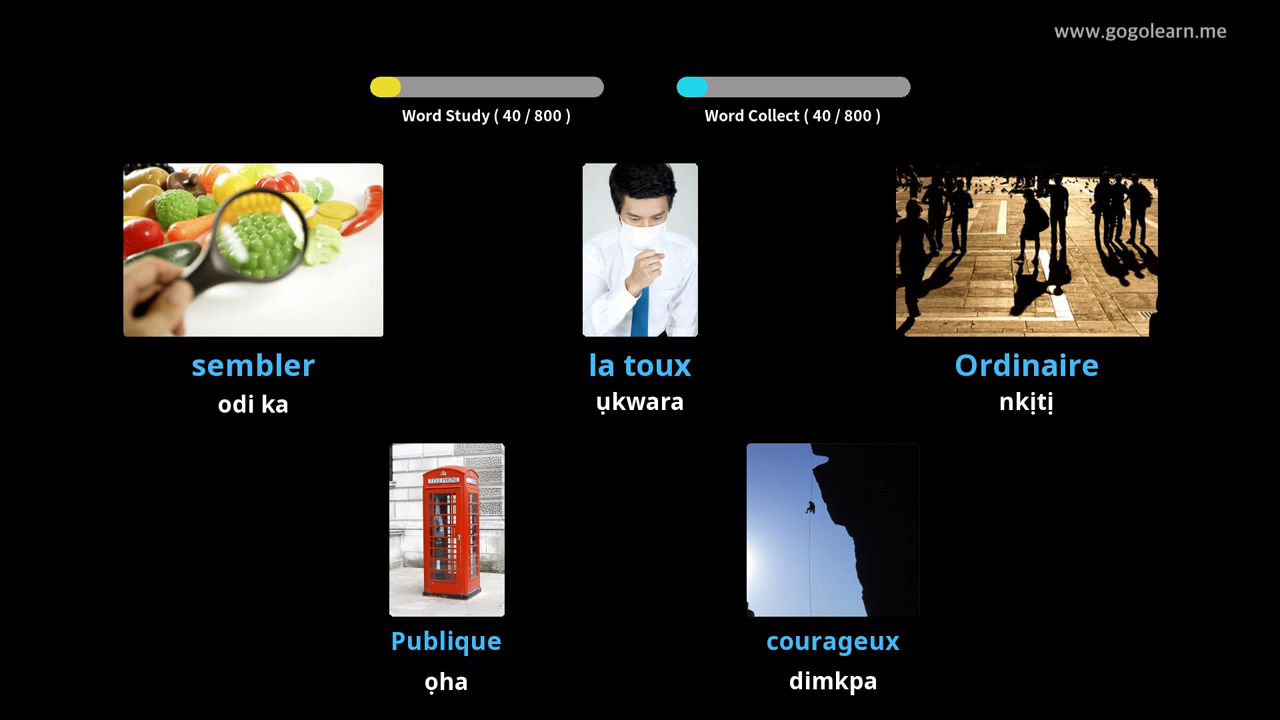 www.gogolearn.me
Word Study ( 40 / 800 )
Word Collect ( 40 / 800 )
sembler
odi ka
la toux
ụkwara
Ordinaire
nkịtị
TELEPHONE
Publique
ọha
courageux
dimkpa